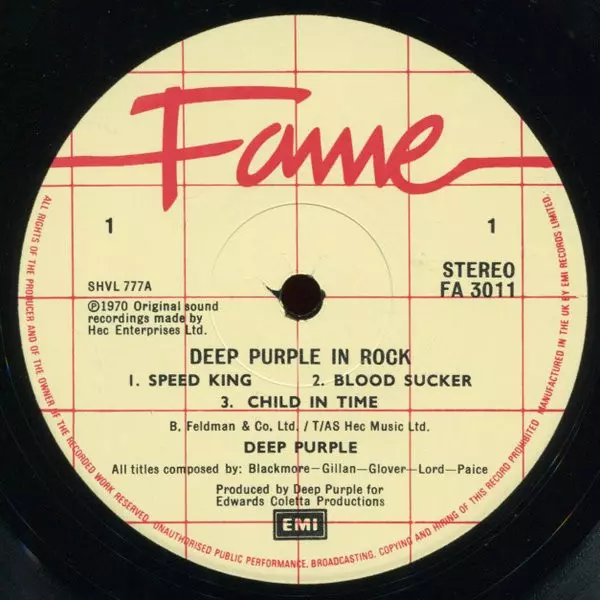 Fame
1
1
SHVL 777A
STEREO
FA 3011
℗1970 Original sound
recordings made by
Hec Enterprises Ltd.
DEEP PURPLE IN ROCK
1. SPEED KING 2. BLOOD SUCKER
3. CHILD IN TIME
B. Feldman & Co. Ltd. / T/AS Hec Music Ltd.
DEEP PURPLE
All titles composed by: Blackmore—Gillan—Glover—Lord—Paice
Produced by Deep Purple for
Edwards Coletta Productions
EMI
ALL RIGHTS OF THE PRODUCER AND OF THE OWNER OF THE RECORDED WORK RESERVED. UNAUTHORISED PUBLIC PERFORMANCE, BROADCASTING, COPYING AND HIRING OF THIS RECORD PROHIBITED. MANUFACTURED IN THE UK BY EMI RECORDS LIMITED.